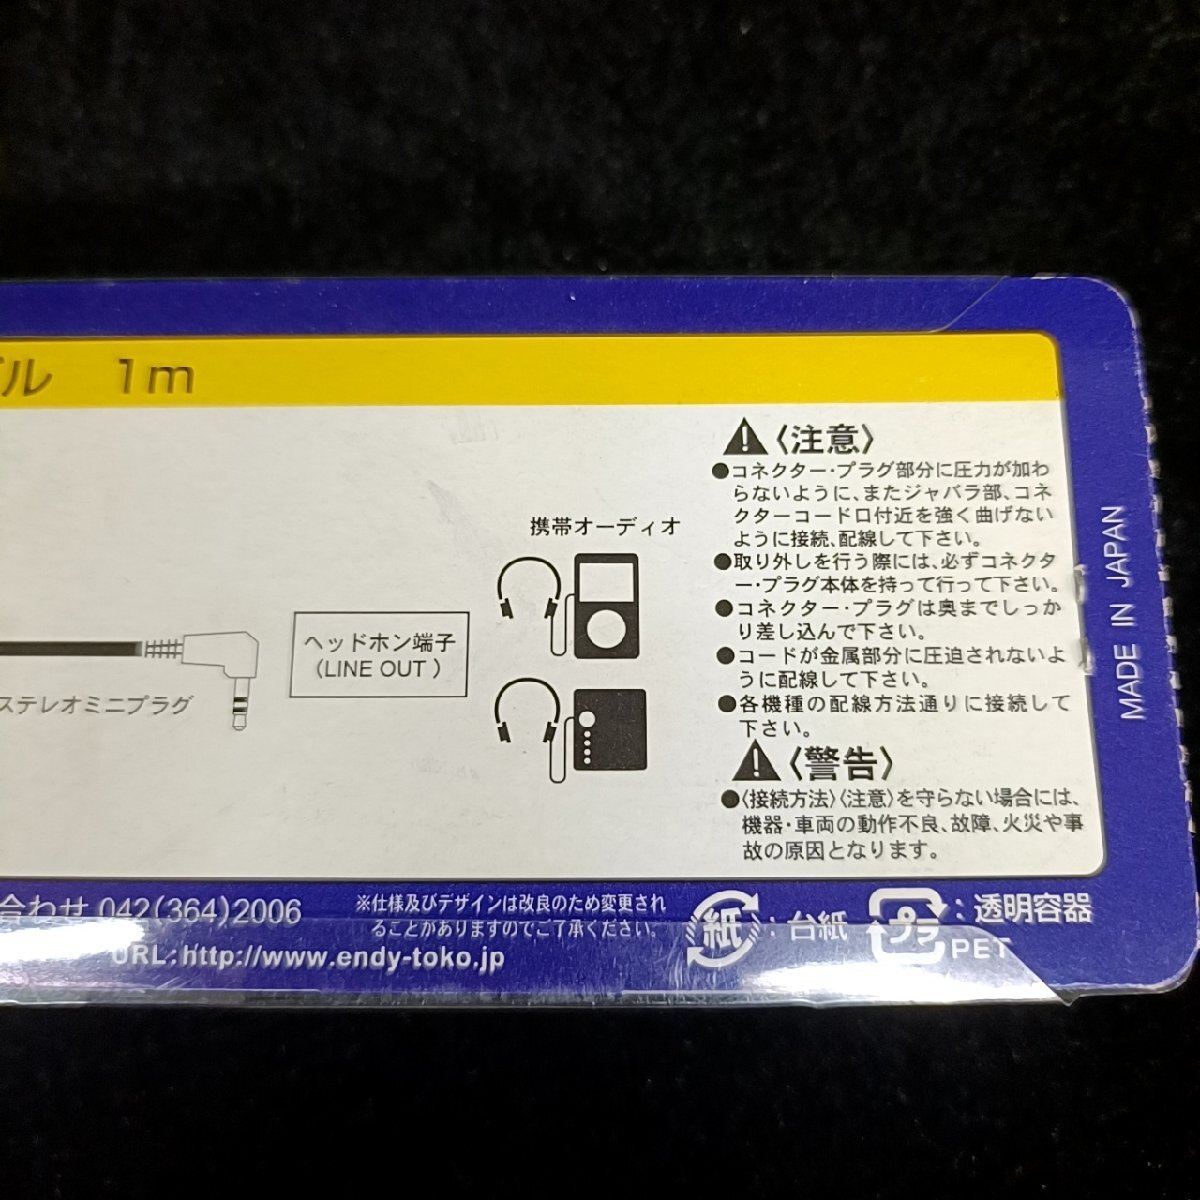 ル 1m
携帯オーディオ
ヘッドホン端子
(LINE OUT)
ステレオミニプラグ
〈注意〉
●コネクター・プラグ部分に圧力が加わ
らないように、またジャバラ部、コネ
クターコード口付近を強く曲げない
ように接続、配線して下さい。
●取り外しを行う際には、必ずコネクタ
ー・プラグ本体を持って行って下さい。
●コネクター・プラグは奥までしっか
り差し込んで下さい。
●コードが金属部分に圧迫されないよ
うに配線して下さい。
●各機種の配線方法通りに接続して
下さい。
〈警告〉
●〈接続方法〉〈注意〉を守らない場合には、
機器・車両の動作不良、故障、火災や事
故の原因となります。
MADE IN JAPAN
合わせ 042(364)2006
URL:http://www.endy-toko.jp
※仕様及びデザインは改良のため変更され
ることがありますのでご了承ください。
紙:台紙
プラ:透明容器
PET